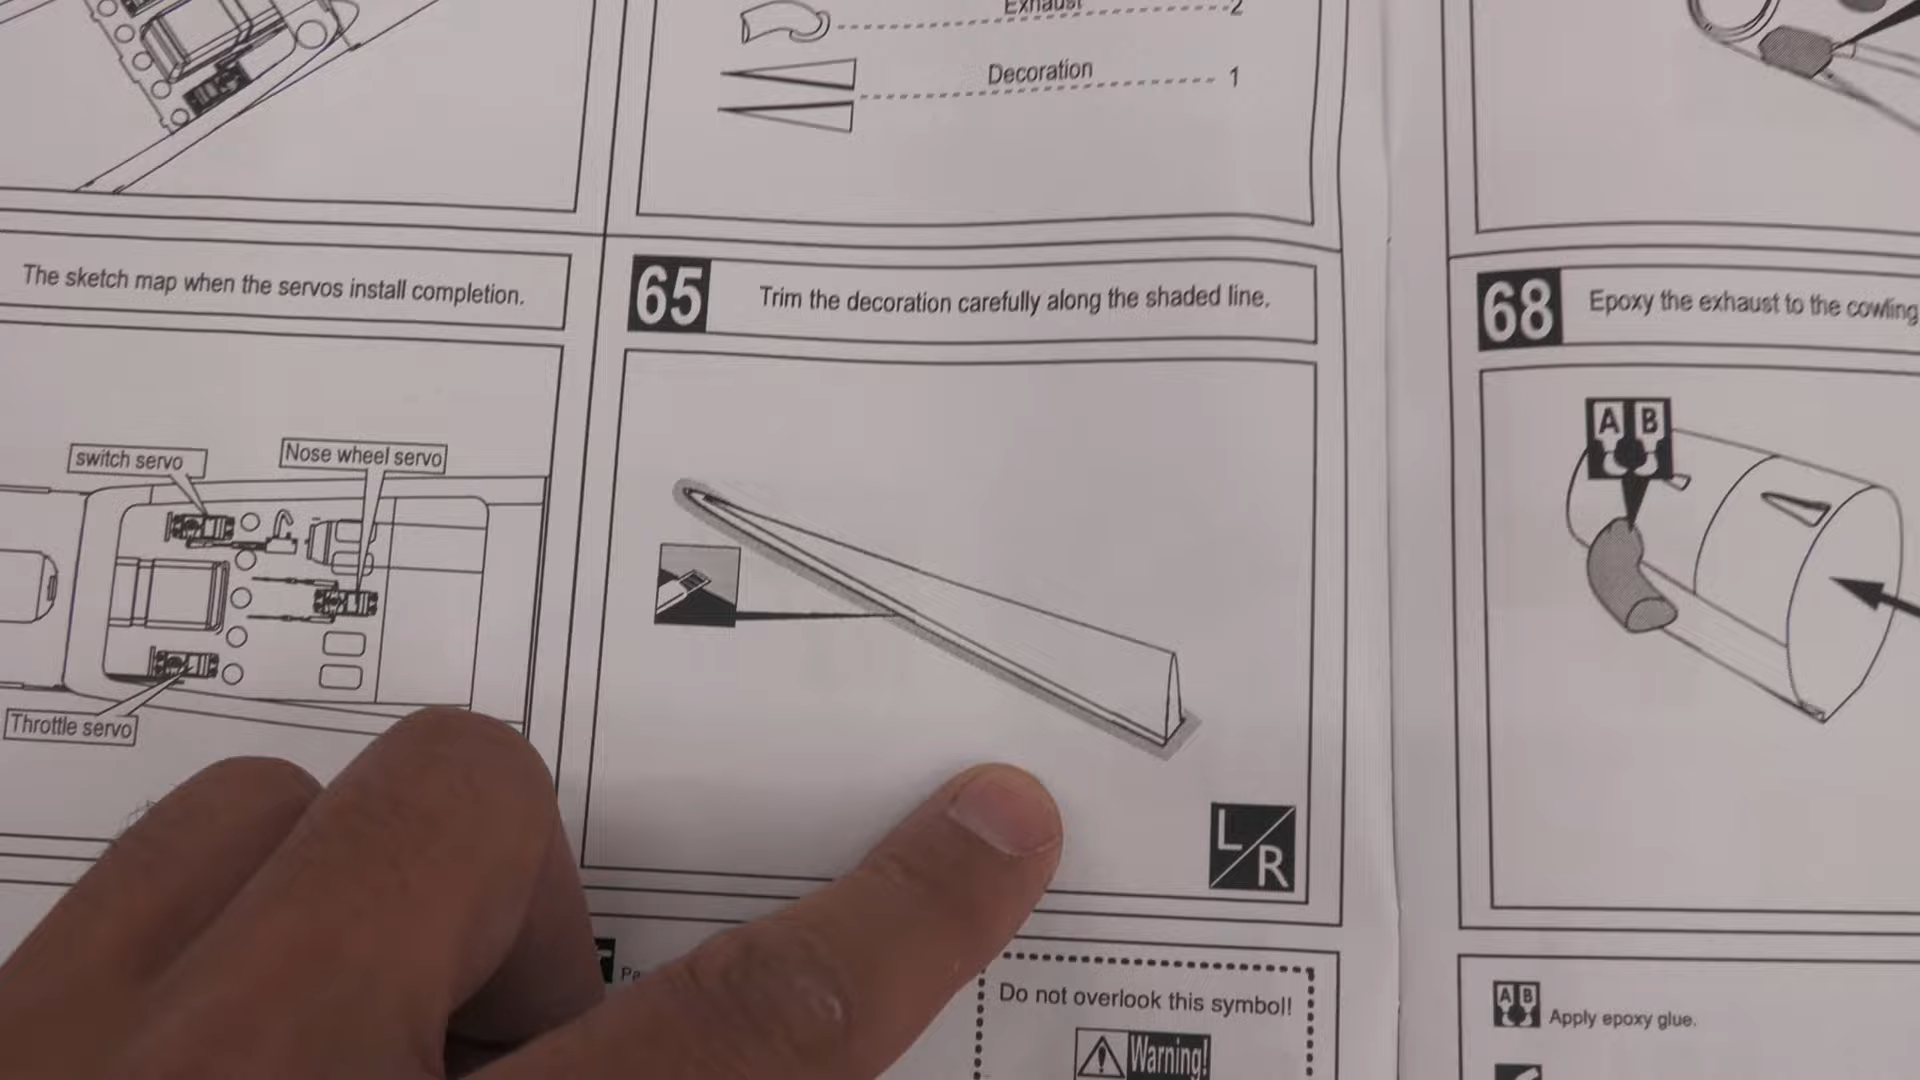 Exhaust 2
Decoration 1
The sketch map when the servos install completion.
switch servo
Nose wheel servo
Throttle servo
65 Trim the decoration carefully along the shaded line.
L/R
Do not overlook this symbol!
Warning!
68 Epoxy the exhaust to the cowling
A B
A B Apply epoxy glue.